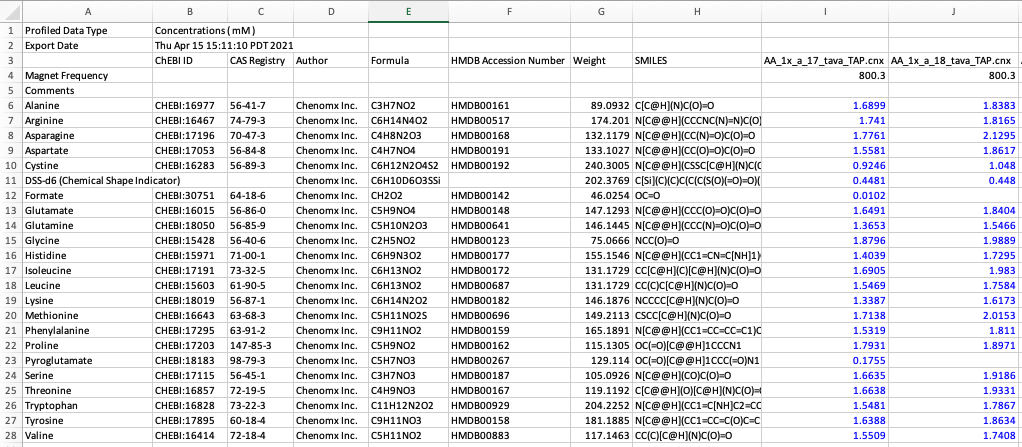 A B C D E F G H I J
1 Profiled Data Type Concentrations (mM)
2 Export Date Thu Apr 15 15:11:10 PDT 2021
3 ChEBI ID CAS Registry Author Formula HMDB Accession Number Weight SMILES AA_1x_a_17_tava_TAP.cnx AA_1x_a_18_tava_TAP.cnx
4 Magnet Frequency 800.3 800.3
5 Comments
6 Alanine CHEBI:16977 56-41-7 Chenomx Inc. C3H7NO2 HMDB00161 89.0932 C[C@H](N)C(O)=O 1.6899 1.8383
7 Arginine CHEBI:16467 74-79-3 Chenomx Inc. C6H14N4O2 HMDB00517 174.201 N[C@@H](CCCNC(N)=N)C(O) 1.741 1.8165
8 Asparagine CHEBI:17196 70-47-3 Chenomx Inc. C4H8N2O3 HMDB00168 132.1179 N[C@@H](CC(N)=O)C(O)=O 1.7761 2.1295
9 Aspartate CHEBI:17053 56-84-8 Chenomx Inc. C4H7NO4 HMDB00191 133.1027 N[C@@H](CC(O)=O)C(O)=O 1.5581 1.8617
10 Cystine CHEBI:16283 56-89-3 Chenomx Inc. C6H12N2O4S2 HMDB00192 240.3005 N[C@@H](CSSC[C@H](N)C(O 0.9246 1.048
11 DSS-d6 (Chemical Shape Indicator) Chenomx Inc. C6H10D6O3SSi 202.3769 C[Si](C)(C)C(C(C(S(O)(=O)=O)( 0.4481 0.448
12 Formate CHEBI:30751 64-18-6 Chenomx Inc. CH2O2 HMDB00142 46.0254 OC=O 0.0102
13 Glutamate CHEBI:16015 56-86-0 Chenomx Inc. C5H9NO4 HMDB00148 147.1293 N[C@@H](CCC(O)=O)C(O)=O 1.6491 1.8404
14 Glutamine CHEBI:18050 56-85-9 Chenomx Inc. C5H10N2O3 HMDB00641 146.1445 N[C@@H](CCC(N)=O)C(O)=O 1.3653 1.5466
15 Glycine CHEBI:15428 56-40-6 Chenomx Inc. C2H5NO2 HMDB00123 75.0666 NCC(O)=O 1.8796 1.9889
16 Histidine CHEBI:15971 71-00-1 Chenomx Inc. C6H9N3O2 HMDB00177 155.1546 N[C@@H](CC1=CN=C[NH]1) 1.4039 1.7295
17 Isoleucine CHEBI:17191 73-32-5 Chenomx Inc. C6H13NO2 HMDB00172 131.1729 CC[C@H](C)[C@H](N)C(O)=O 1.6905 1.983
18 Leucine CHEBI:15603 61-90-5 Chenomx Inc. C6H13NO2 HMDB00687 131.1729 CC(C)C[C@H](N)C(O)=O 1.5469 1.7584
19 Lysine CHEBI:18019 56-87-1 Chenomx Inc. C6H14N2O2 HMDB00182 146.1876 NCCCC[C@H](N)C(O)=O 1.3387 1.6173
20 Methionine CHEBI:16643 63-68-3 Chenomx Inc. C5H11NO2S HMDB00696 149.2113 CSCC[C@H](N)C(O)=O 1.7138 2.0153
21 Phenylalanine CHEBI:17295 63-91-2 Chenomx Inc. C9H11NO2 HMDB00159 165.1891 N[C@@H](CC1=CC=CC=C1)C 1.5319 1.811
22 Proline CHEBI:17203 147-85-3 Chenomx Inc. C5H9NO2 HMDB00162 115.1305 OC(=O)[C@@H]1CCCN1 1.7931 1.8971
23 Pyroglutamate CHEBI:18183 98-79-3 Chenomx Inc. C5H7NO3 HMDB00267 129.114 OC(=O)[C@@H]1CCC(=O)N1 0.1755
24 Serine CHEBI:17115 56-45-1 Chenomx Inc. C3H7NO3 HMDB00187 105.0926 N[C@@H](CO)C(O)=O 1.6635 1.9186
25 Threonine CHEBI:16857 72-19-5 Chenomx Inc. C4H9NO3 HMDB00167 119.1192 C[C@@H](O)[C@H](N)C(O)= 1.6638 1.9331
26 Tryptophan CHEBI:16828 73-22-3 Chenomx Inc. C11H12N2O2 HMDB00929 204.2252 N[C@@H](CC1=C[NH]C2=CC 1.5481 1.7867
27 Tyrosine CHEBI:17895 60-18-4 Chenomx Inc. C9H11NO3 HMDB00158 181.1885 N[C@@H](CC1=CC=C(O)C=C 1.6388 1.8634
28 Valine CHEBI:16414 72-18-4 Chenomx Inc. C5H11NO2 HMDB00883 117.1463 CC(C)[C@H](N)C(O)=O 1.5509 1.7408